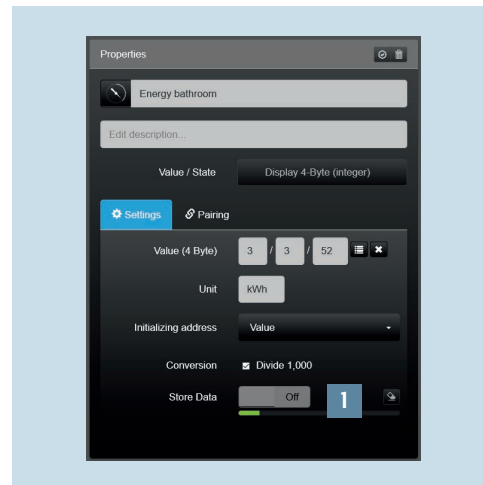 Properties
Energy bathroom
Edit description...
Value / State Display 4-Byte (integer)
Settings Pairing
Value (4 Byte) 3 / 3 / 52
Unit kWh
Initializing address Value
Conversion Divide 1,000
Store Data Off 1